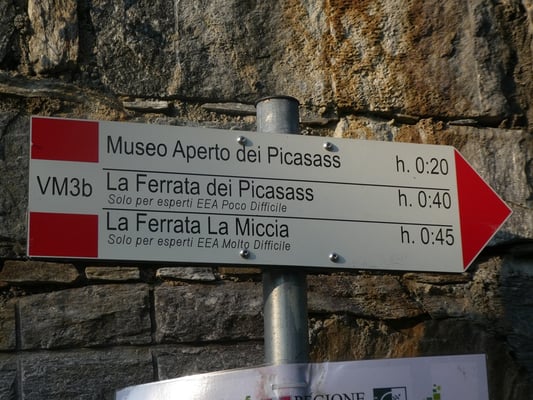 Museo Aperto dei Picasass h. 0:20
VM3b
La Ferrata dei Picasass h. 0:40
Solo per esperti EEA Poco Difficile
La Ferrata La Miccia h. 0:45
Solo per esperti EEA Molto Difficile
REGIONE